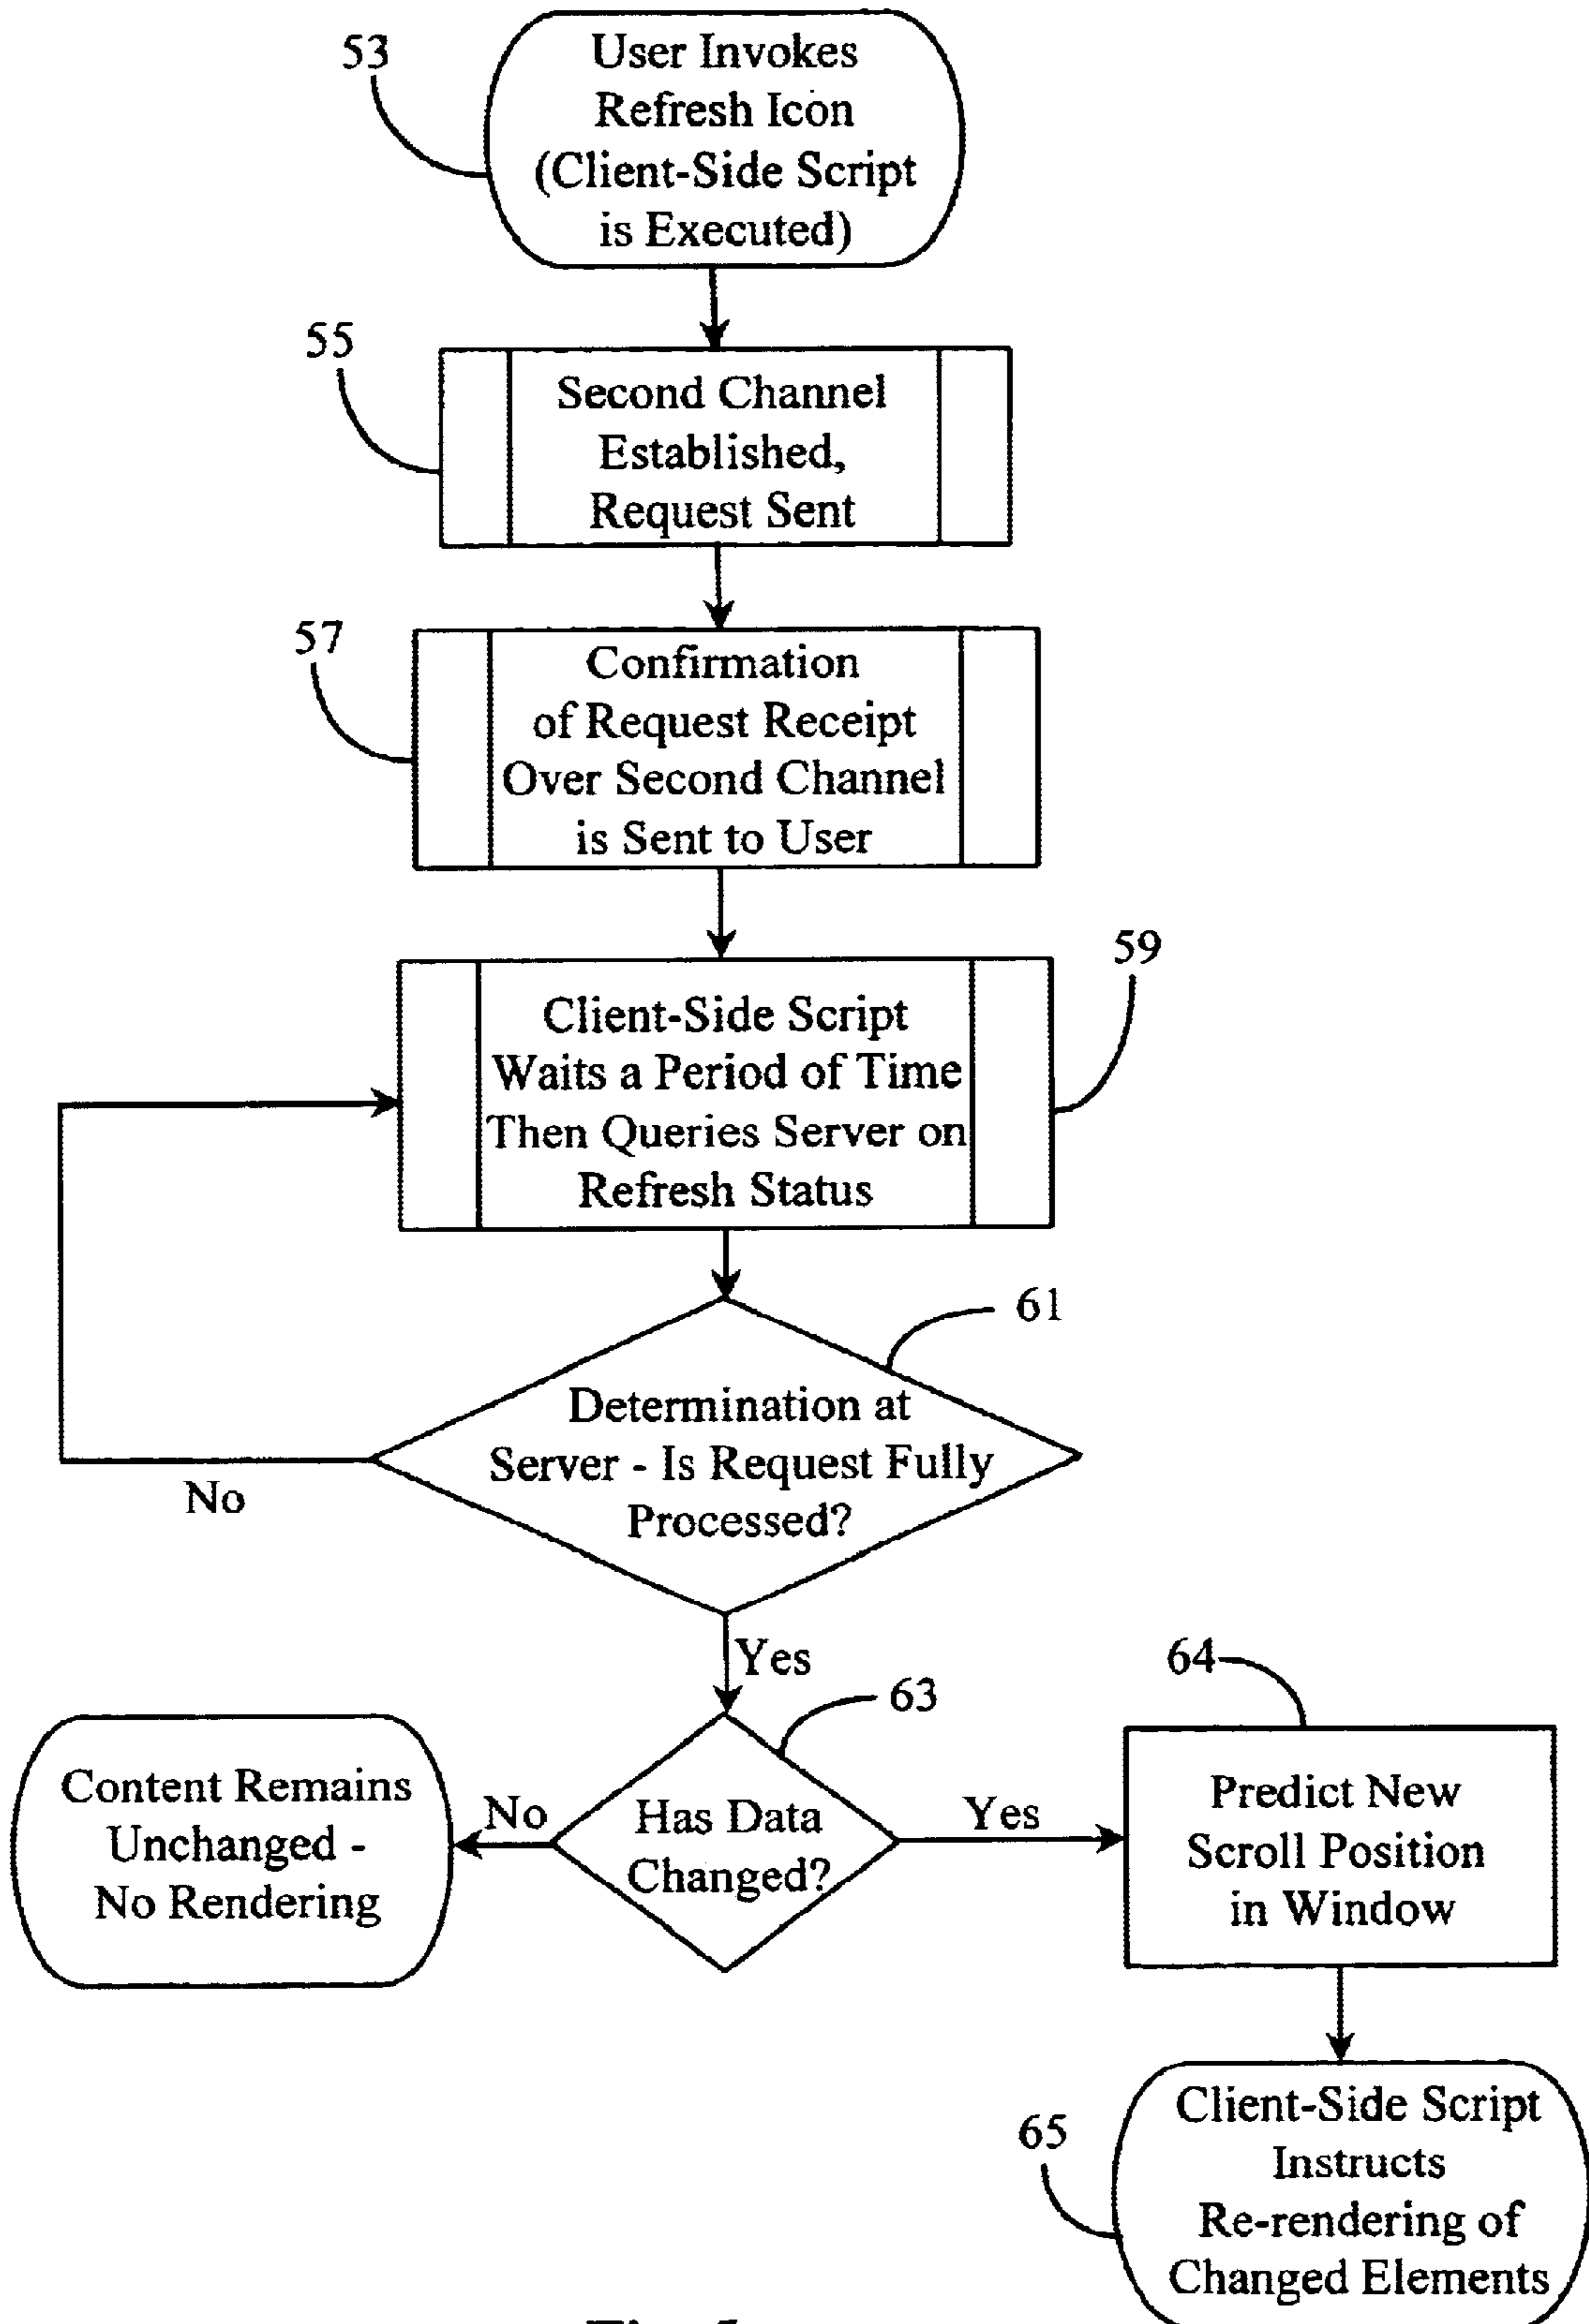 53
User Invokes
Refresh Icon
(Client-Side Script
is Executed)
55
Second Channel
Established,
Request Sent
57
Confirmation
of Request Receipt
Over Second Channel
is Sent to User
59
Client-Side Script
Waits a Period of Time
Then Queries Server on
Refresh Status
61
Determination at
Server - Is Request Fully
Processed?
No
Yes
63
Has Data
Changed?
No
Content Remains
Unchanged -
No Rendering
Yes
64
Predict New
Scroll Position
in Window
65
Client-Side Script
Instructs
Re-rendering of
Changed Elements